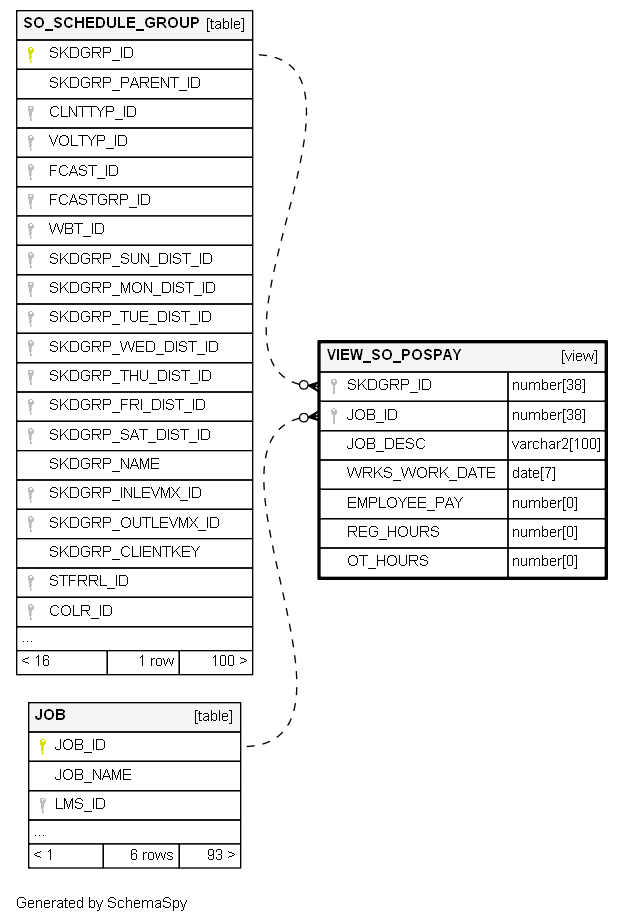 SO_SCHEDULE_GROUP [table]
SKDGRP_ID
SKDGRP_PARENT_ID
CLNTTYP_ID
VOLTYP_ID
FCAST_ID
FCASTGRP_ID
WBT_ID
SKDGRP_SUN_DIST_ID
SKDGRP_MON_DIST_ID
SKDGRP_TUE_DIST_ID
SKDGRP_WED_DIST_ID
SKDGRP_THU_DIST_ID
SKDGRP_FRI_DIST_ID
SKDGRP_SAT_DIST_ID
SKDGRP_NAME
SKDGRP_INLEVMX_ID
SKDGRP_OUTLEVMX_ID
SKDGRP_CLIENTKEY
STFRRL_ID
COLR_ID
...
< 16 1 row 100 >
VIEW_SO_POSPAY [view]
SKDGRP_ID number[38]
JOB_ID number[38]
JOB_DESC varchar2[100]
WRKS_WORK_DATE date[7]
EMPLOYEE_PAY number[0]
REG_HOURS number[0]
OT_HOURS number[0]
JOB [table]
JOB_ID
JOB_NAME
LMS_ID
...
< 1 6 rows 93 >
Generated by SchemaSpy